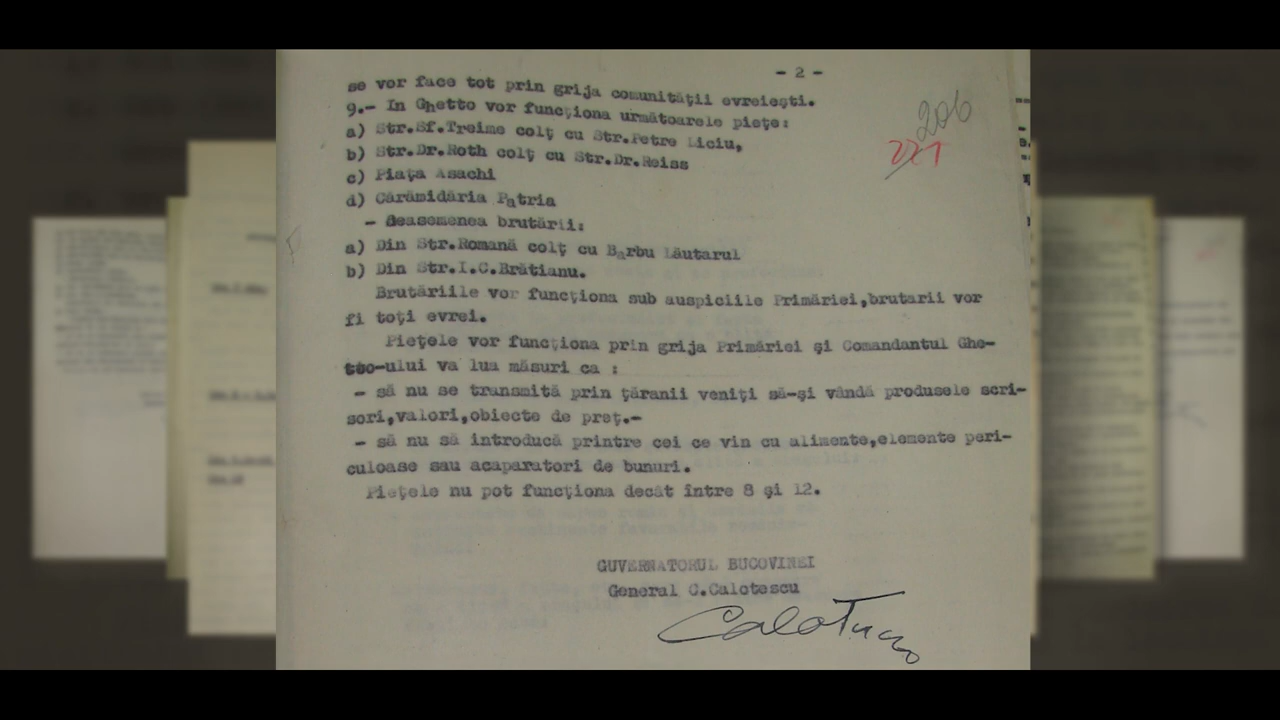 - 2 -
206
221
se vor face tot prin grija comunității evreiești.
9.- In Ghetto vor funcționa următoarele piețe:
a) Str.Sf.Treime colț cu Str.Petre Liciu,
b) Str.Dr.Roth colț cu Str.Dr.Reiss
c) Piața Asachi
d) Cărămidăria Patria
- Deasemenea brutării:
a) Din Str.Romană colț cu Barbu Lăutarul
b) Din Str.I.C.Brătianu.
Brutăriile vor funcționa sub auspiciile Primăriei,brutarii vor
fi toți evrei.
Piețele vor funcționa prin grija Primăriei și Comandantul Ghe-
tto-ului va lua măsuri ca :
- să nu se transmită prin țăranii veniți să-și vândă produsele scri-
sori,valori,obiecte de preț.-
- să nu să introducă printre cei ce vin cu alimente,elemente peri-
culoase sau acaparatori de bunuri.
Piețele nu pot funcționa decât între 8 și 12.
GUVERNATORUL BUCOVINEI
General C.Calotescu